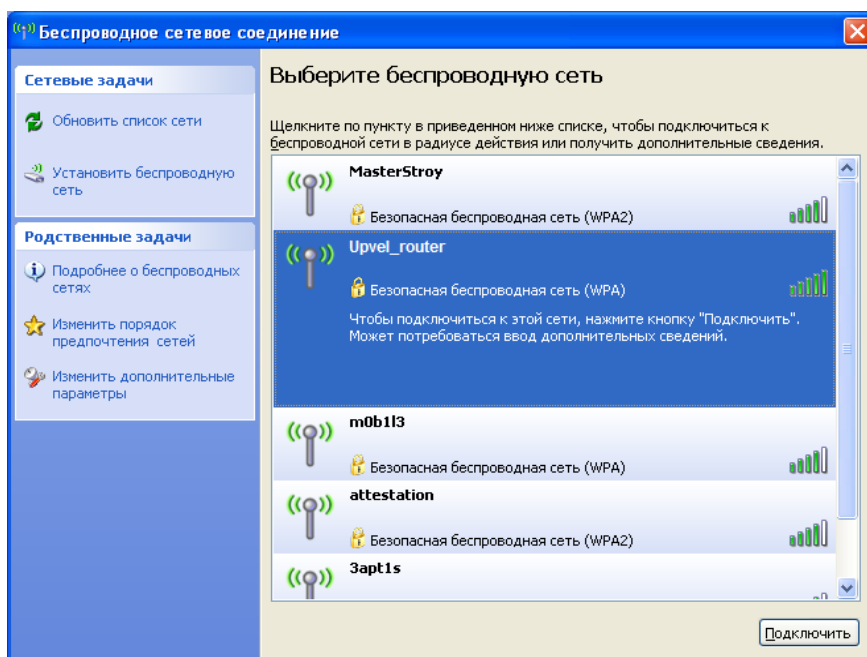 Беспроводное сетевое соединение
Сетевые задачи
Обновить список сети
Установить беспроводную
сеть
Родственные задачи
Подробнее о беспроводных
сетях
Изменить порядок
предпочтения сетей
Изменить дополнительные
параметры
Выберите беспроводную сеть
Щелкните по пункту в приведенном ниже списке, чтобы подключиться к
беспроводной сети в радиусе действия или получить дополнительные сведения.
MasterStroy
Безопасная беспроводная сеть (WPA2)
Upvel_router
Безопасная беспроводная сеть (WPA)
Чтобы подключиться к этой сети, нажмите кнопку "Подключить".
Может потребоваться ввод дополнительных сведений.
m0b1l3
Безопасная беспроводная сеть (WPA)
attestation
Безопасная беспроводная сеть (WPA2)
3apt1s
Подключить